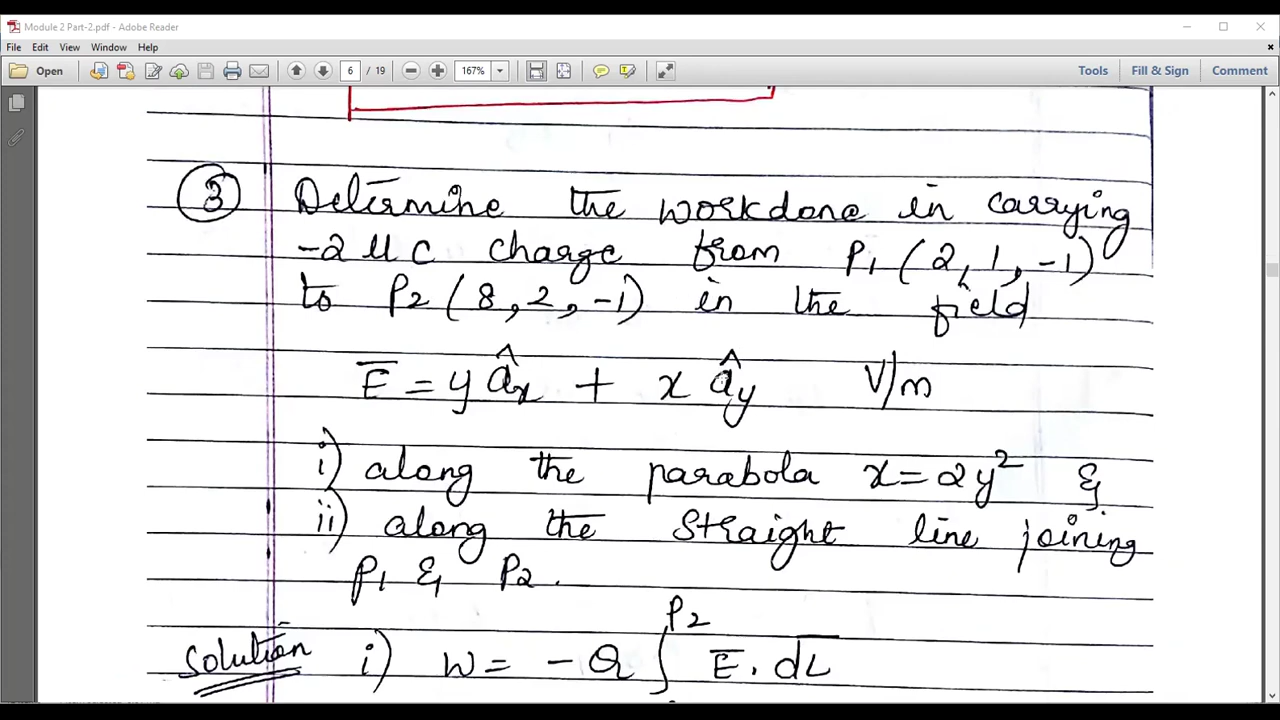 Module 2 Part-2.pdf - Adobe Reader
File Edit View Window Help
Open 6 / 19 167% Tools Fill & Sign Comment
3 Determine the workdone in carrying
-2 μC charge from P1 (2, 1, -1)
to P2 (8, 2, -1) in the field
E̅ = y âx + x ây V/m
i) along the parabola x=2y² &
ii) along the straight line joining
P1 & P2.
P2
Solution i) W = -Q ∫ E̅ . dL̅